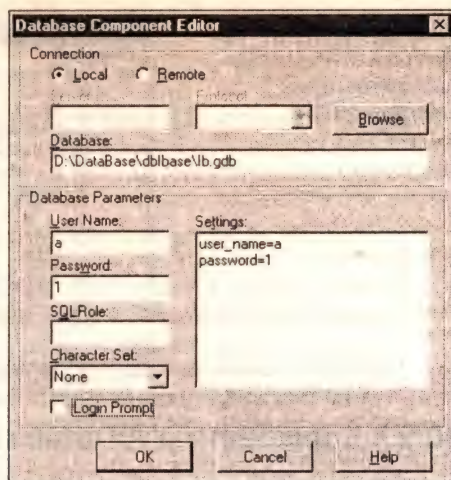 Database Component Editor
Connection
Local Remote
Protocol
Browse
Database:
D:\DataBase\dblbase\lb.gdb
Database Parameters
User Name: Settings:
a
user_name=a
password=1
Password:
1
SQLRole:
Character Set:
None
Login Prompt
OK Cancel Help